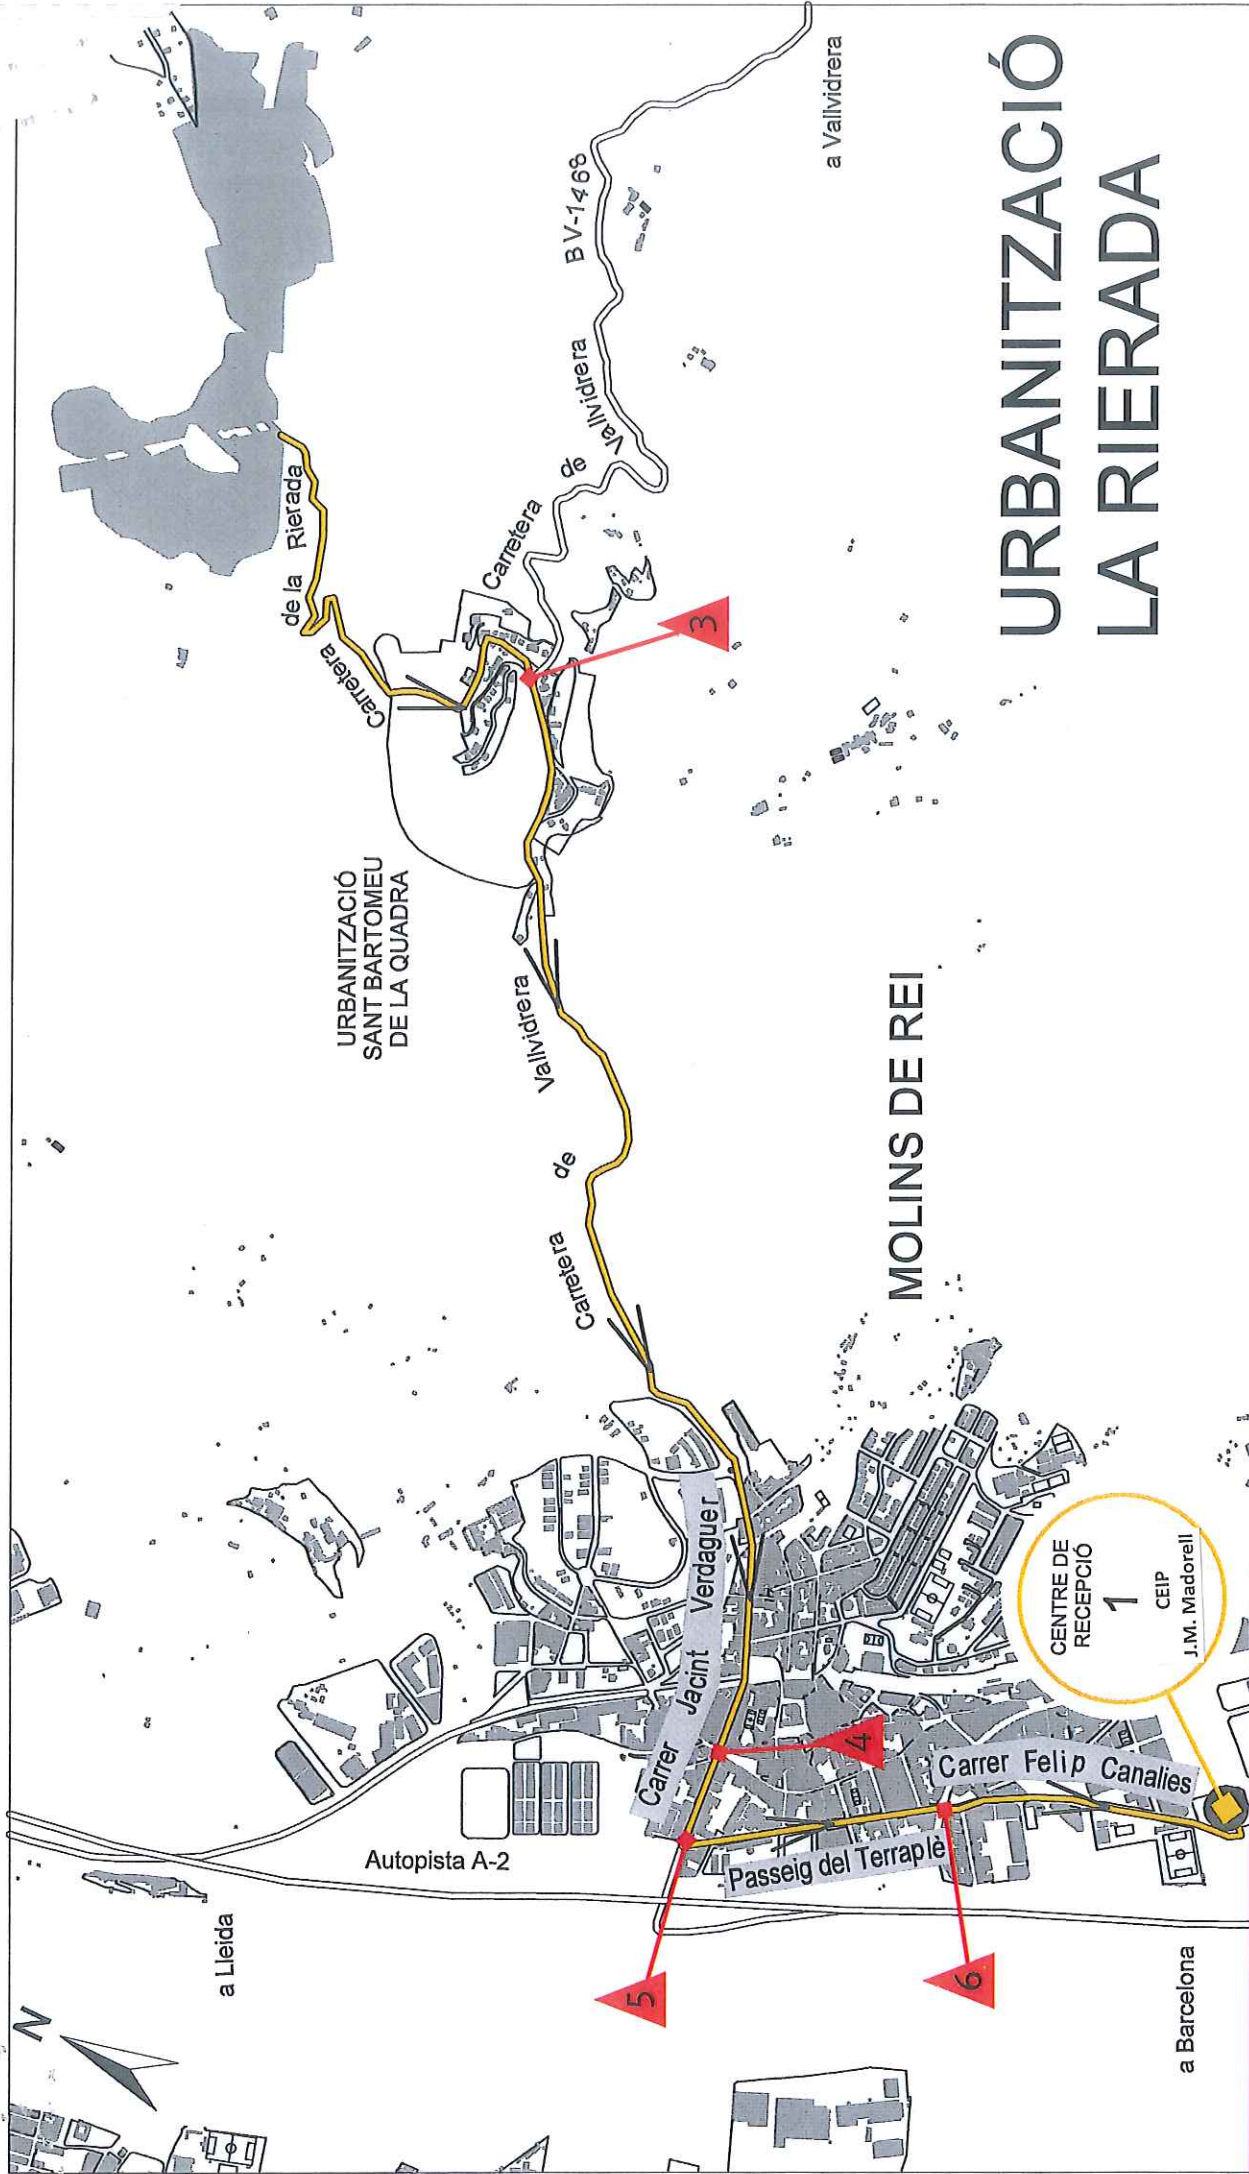 URBANITZACIÓ
LA RIERADA
MOLINS DE REI
URBANITZACIÓ
SANT BARTOMEU
DE LA QUADRA
Carretera de la Rierada
Carretera de Vallvidrera BV-1468
a Vallvidrera
Carretera de Vallvidrera
Carrer Jacint Verdaguer
Passeig del Terraplè
Carrer Felip Canalies
Autopista A-2
a Lleida
a Barcelona
N
3
4
5
6
CENTRE DE
RECEPCIÓ
1
CEIP
J.M. Madorell